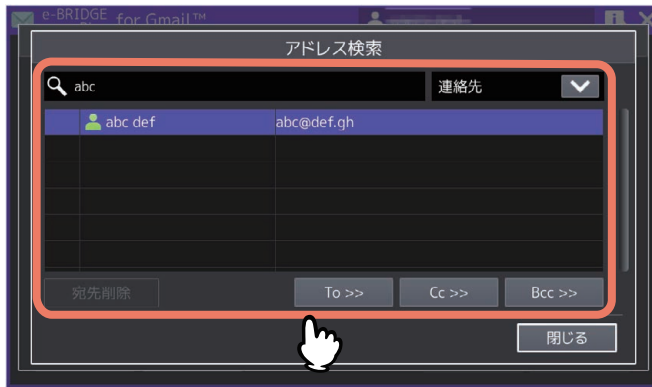 e-BRIDGE
for Gmail™
アドレス検索
abc
連絡先
abc def
abc@def.gh
宛先削除
To >>
Cc >>
Bcc >>
閉じる